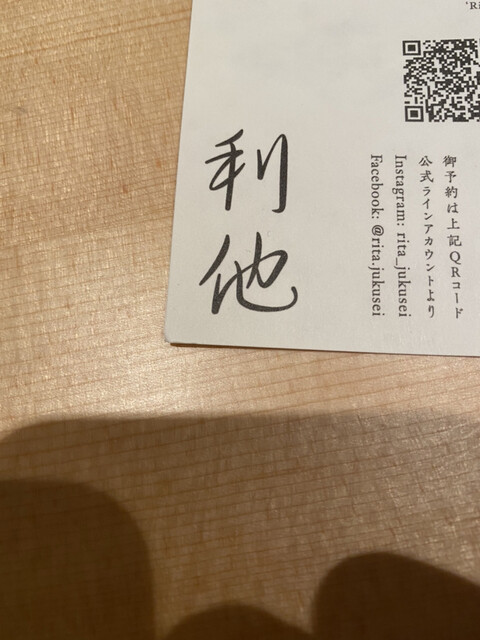 御予約は上記QRコード
公式ラインアカウントより
Instagram: rita_jukusei
Facebook: @rita.jukusei
利他